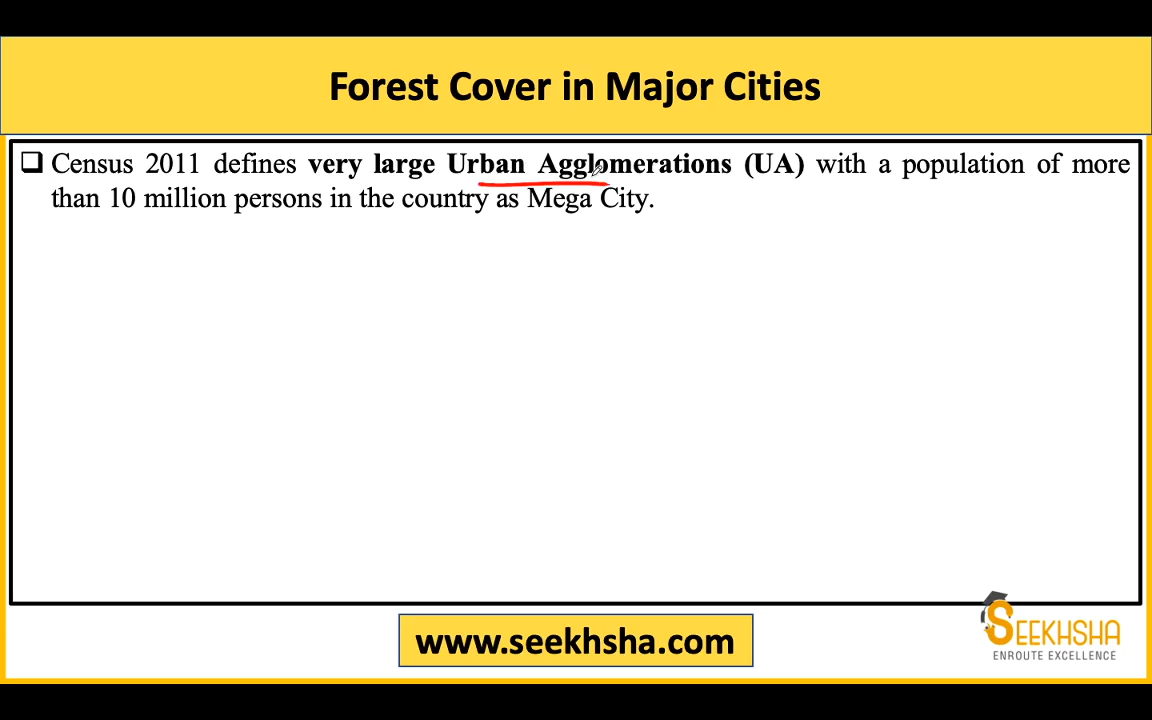 Forest Cover in Major Cities
❑ Census 2011 defines very large Urban Agglomerations (UA) with a population of more
than 10 million persons in the country as Mega City.
www.seekhsha.com
SEEKHSHA
ENROUTE EXCELLENCE